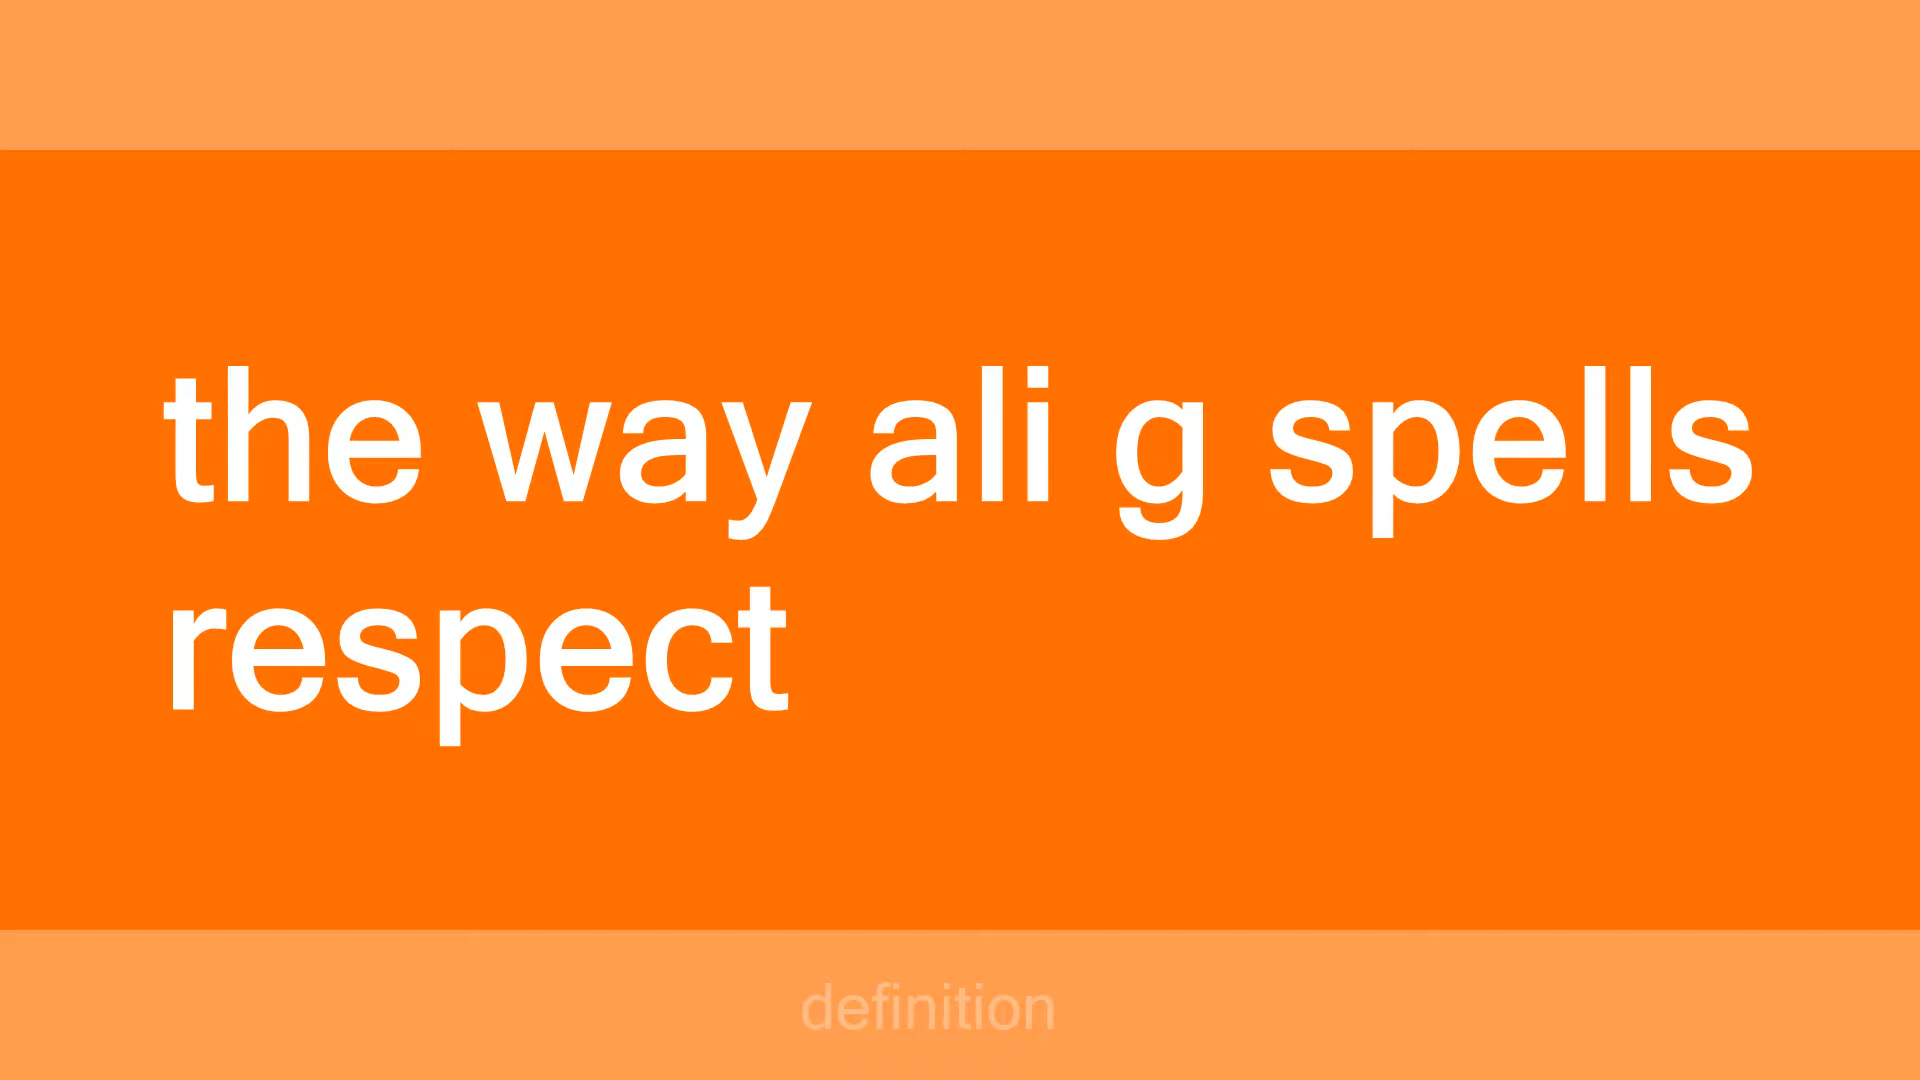 the way ali g spells
respect
definition